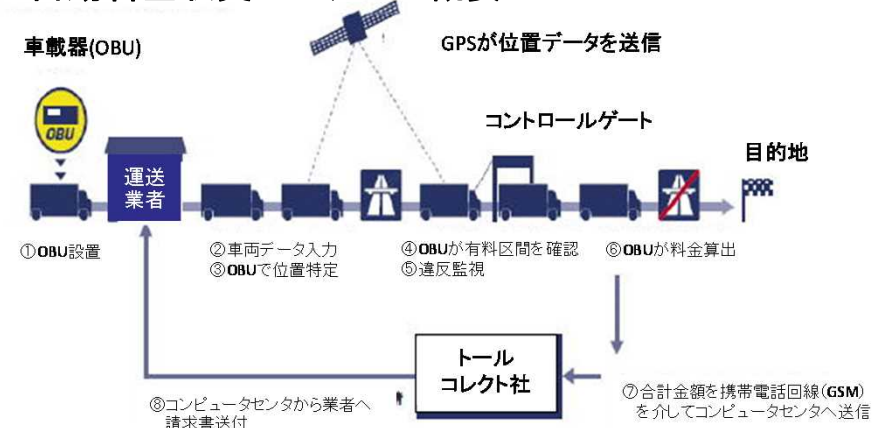 車載器(OBU)
GPSが位置データを送信
OBU
コントロールゲート
目的地
運送
業者
①OBU設置
②車両データ入力
③OBUで位置特定
④OBUが有料区間を確認
⑤違反監視
⑥OBUが料金算出
トール
コレクト社
⑦合計金額を携帯電話回線(GSM)
を介してコンピュータセンタへ送信
⑧コンピュータセンタから業者へ
請求書送付